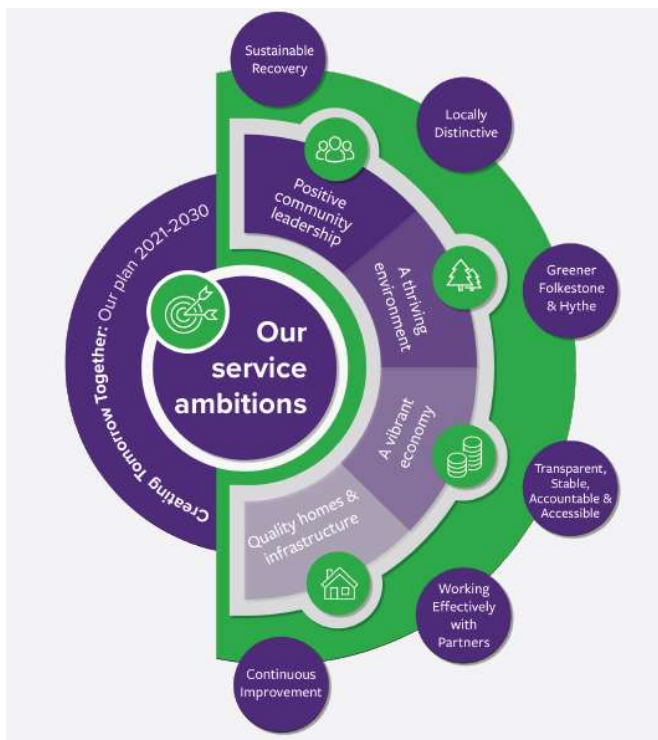 Sustainable
Recovery
Locally
Distinctive
Greener
Folkestone
& Hythe
Transparent,
Stable,
Accountable &
Accessible
Working
Effectively
with
Partners
Continuous
Improvement
Positive
community
leadership
A thriving
environment
A vibrant
economy
Quality homes &
infrastructure
Our
service
ambitions
Creating Tomorrow Together: Our plan 2021-2030